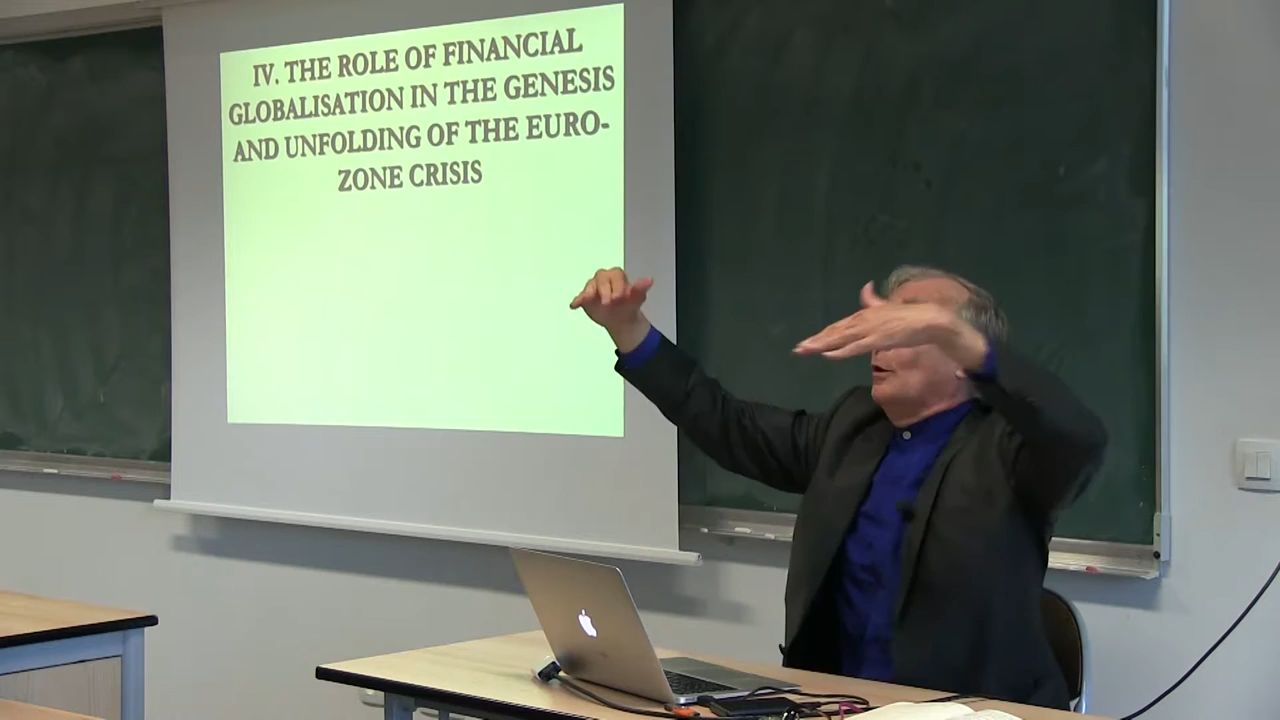 IV. THE ROLE OF FINANCIAL
GLOBALISATION IN THE GENESIS
AND UNFOLDING OF THE EURO-
ZONE CRISIS